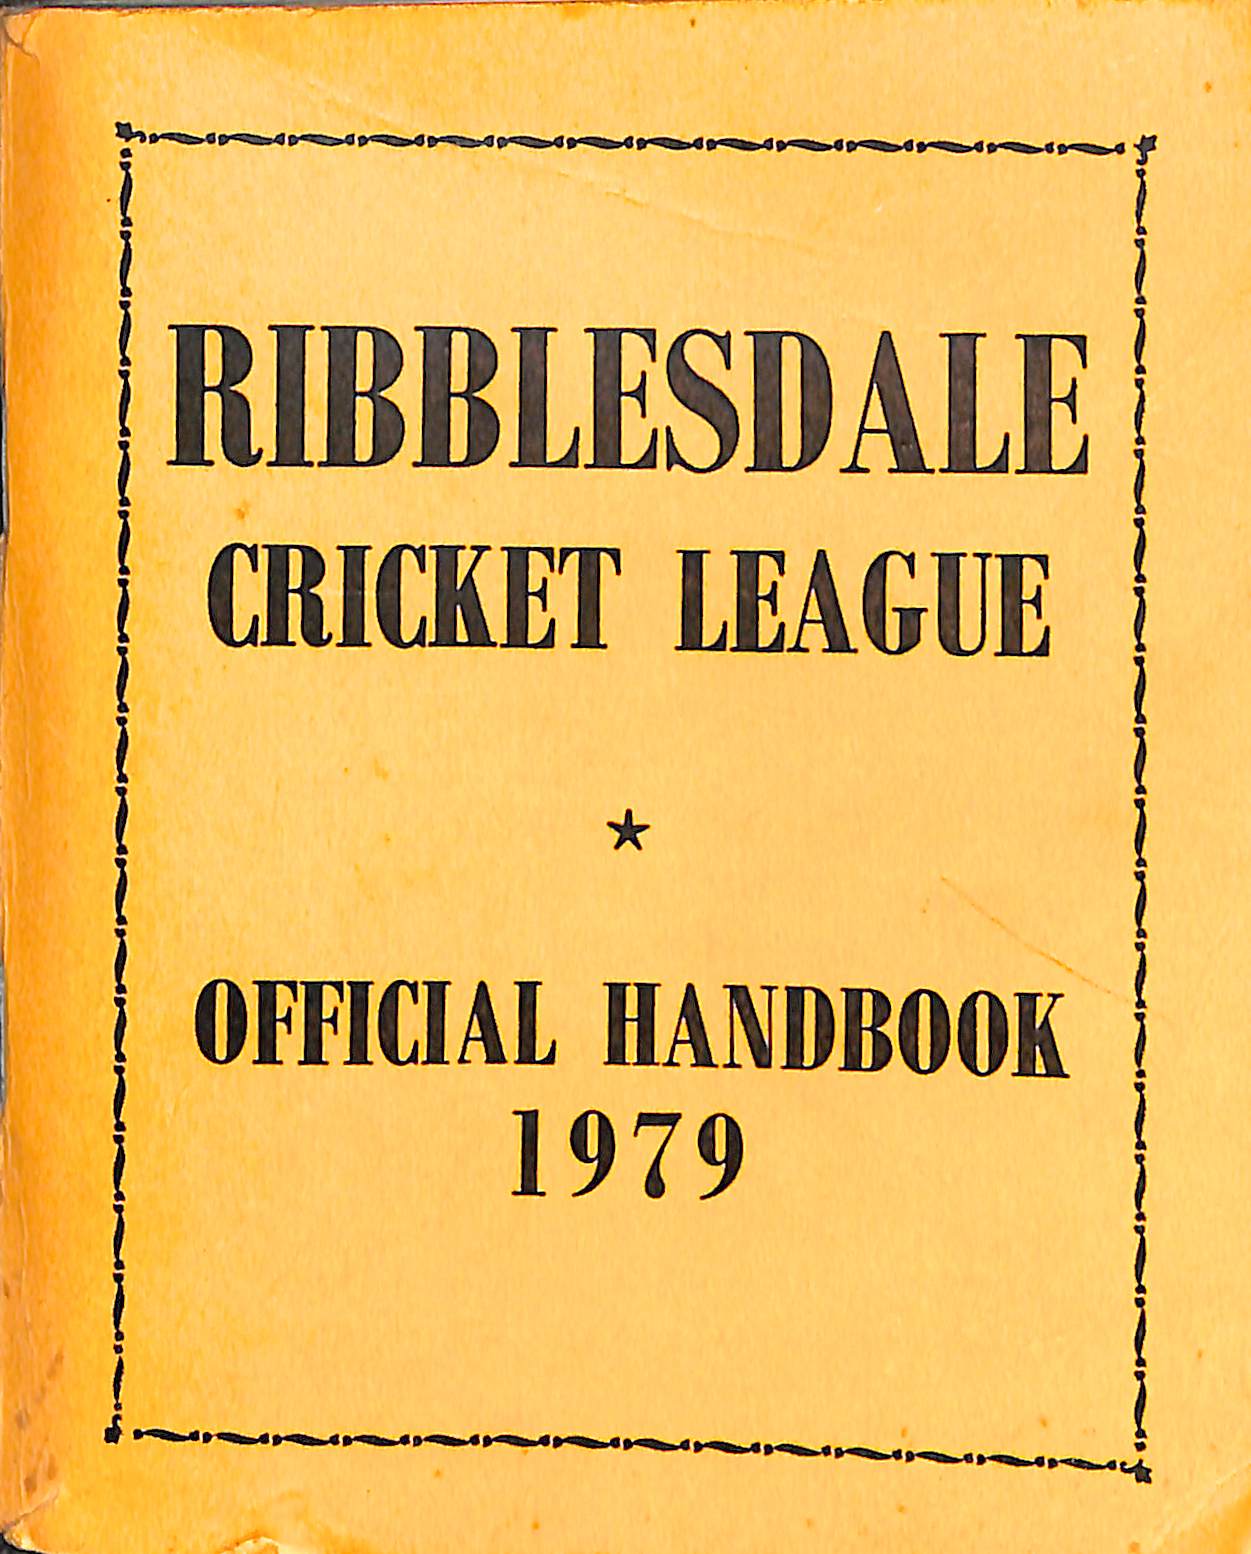 RIBBLESDALE
CRICKET LEAGUE
OFFICIAL HANDBOOK
1979